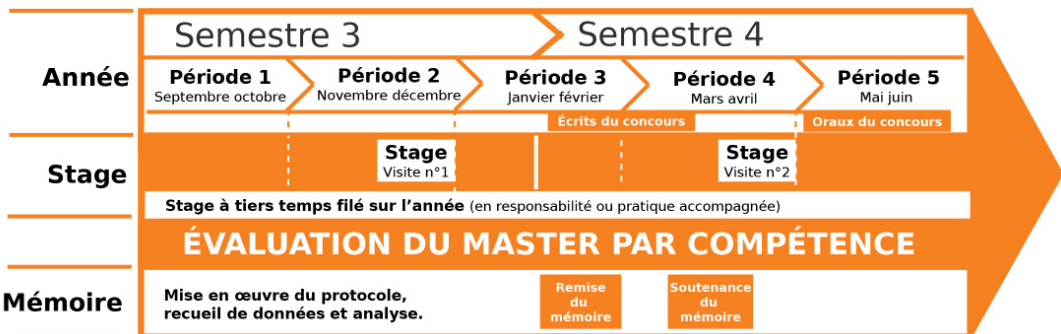 Semestre 3
Semestre 4
Année
Période 1
Septembre octobre
Période 2
Novembre décembre
Période 3
Janvier février
Période 4
Mars avril
Période 5
Mai juin
Écrits du concours
Oraux du concours
Stage
Stage
Visite n°1
Stage
Visite n°2
Stage à tiers temps filé sur l’année (en responsabilité ou pratique accompagnée)
ÉVALUATION DU MASTER PAR COMPÉTENCE
Mémoire
Mise en œuvre du protocole,
recueil de données et analyse.
Remise
du
mémoire
Soutenance
du
mémoire